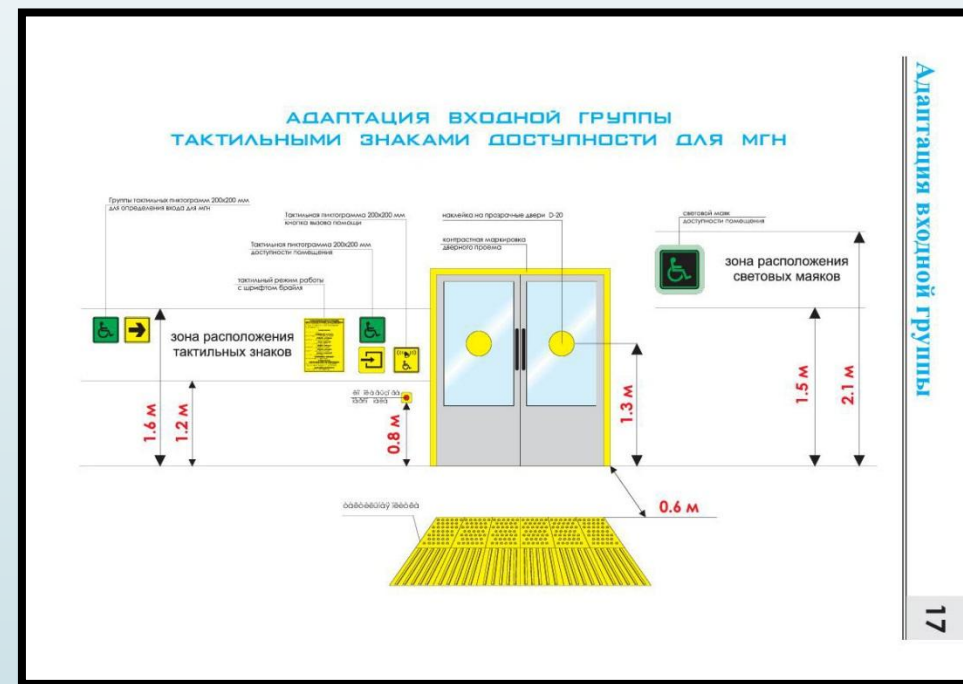 АДАПТАЦИЯ ВХОДНОЙ ГРУППЫ
ТАКТИЛЬНЫМИ ЗНАКАМИ ДОСТУПНОСТИ ДЛЯ МГН
Группы тактильных пиктограмм 200х200 мм
для определения входа для мгн
Тактильная пиктограмма 200х200 мм
кнопка вызова помощи
Тактильная пиктограмма 200х200 мм
доступности помещения
тактильный режим работы
с шрифтом брайля
наклейка на прозрачные двери D-20
контрастная маркировка
дверного проема
световой маяк
доступности помещения
зона расположения
световых маяков
зона расположения
тактильных знаков
1.6 м
1.2 м
0.8 м
1.3 м
1.5 м
2.1 м
0.6 м
Адаптация входной группы
17